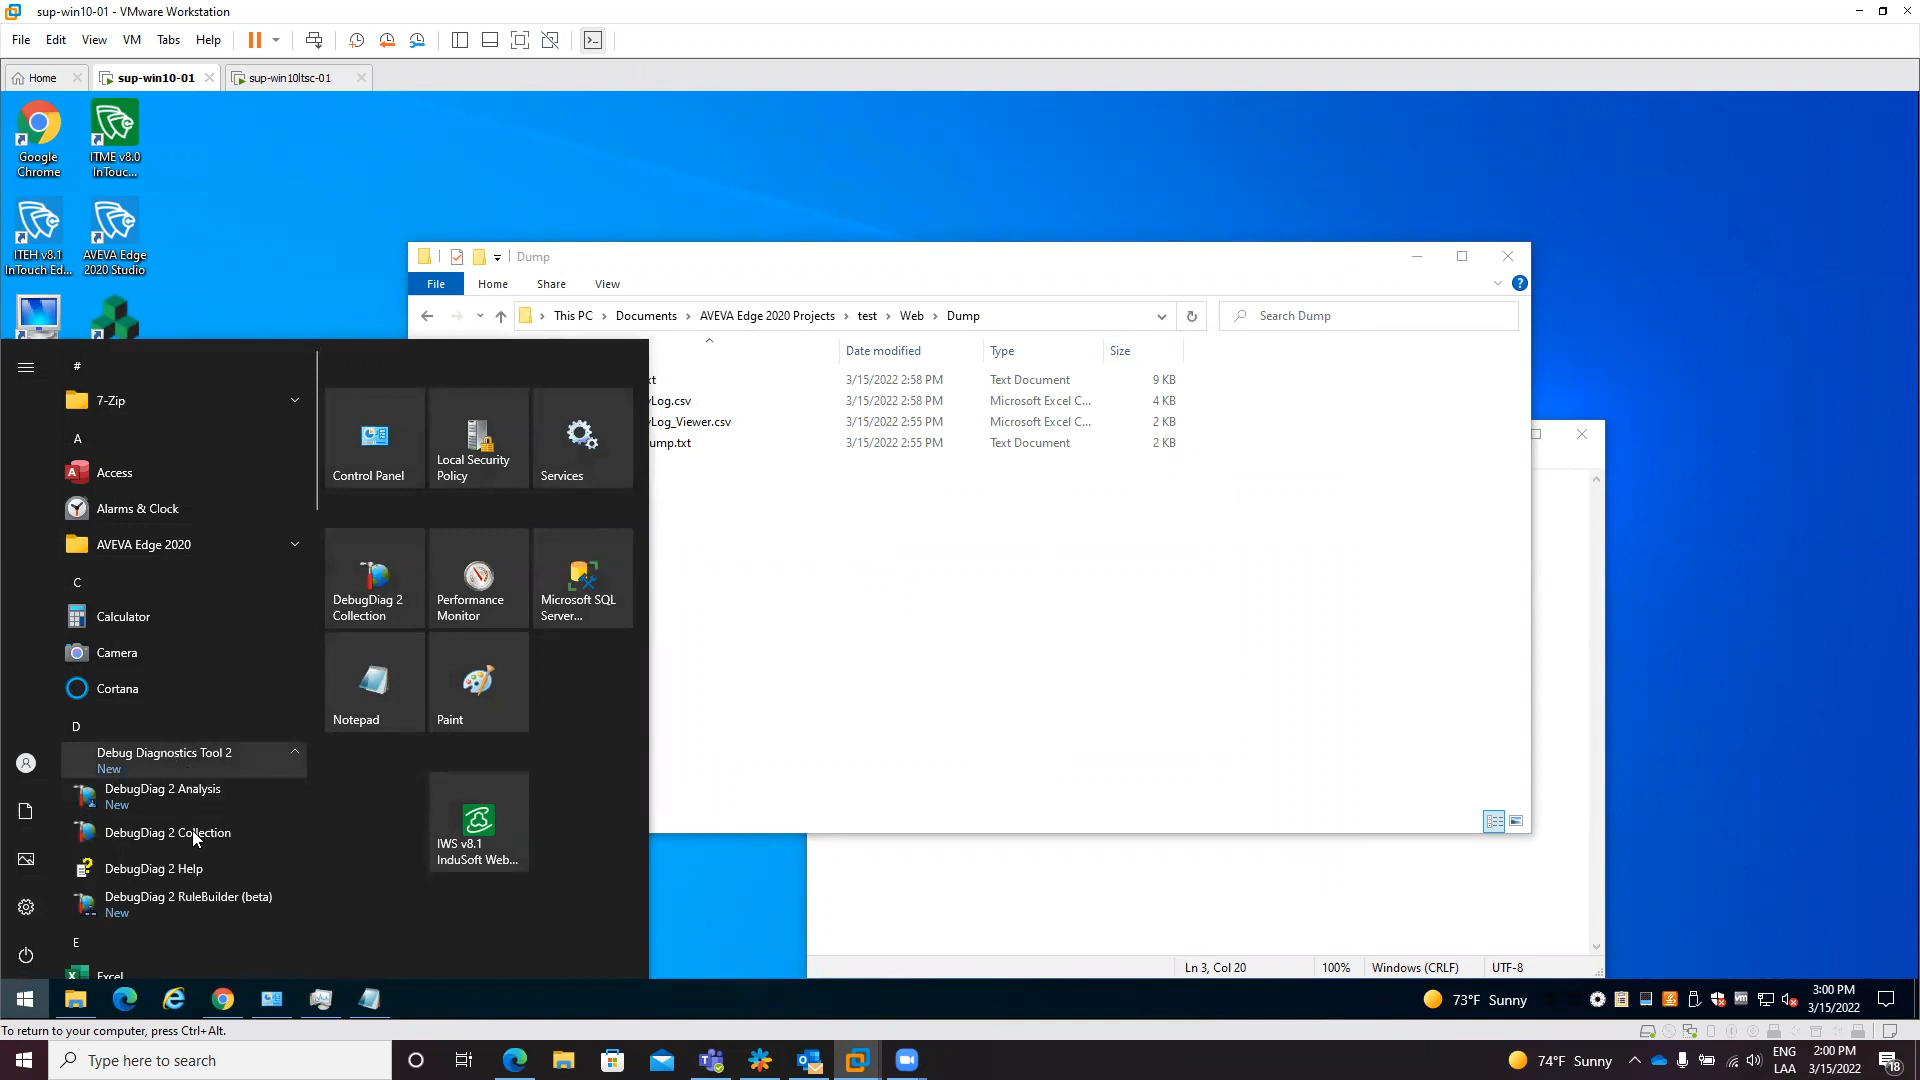 sup-win10-01 - VMware Workstation
File Edit View VM Tabs Help
Home sup-win10-01 sup-win10ltsc-01
Google Chrome
ITME v8.0 InTouc...
ITEH v8.1 InTouch Ed...
AVEVA Edge 2020 Studio
Dump
File Home Share View
This PC Documents AVEVA Edge 2020 Projects test Web Dump
Search Dump
Date modified Type Size
xt 3/15/2022 2:58 PM Text Document 9 KB
Log.csv 3/15/2022 2:58 PM Microsoft Excel C... 4 KB
Log_Viewer.csv 3/15/2022 2:55 PM Microsoft Excel C... 2 KB
ump.txt 3/15/2022 2:55 PM Text Document 2 KB
#
7-Zip
A
Access
Alarms & Clock
AVEVA Edge 2020
C
Calculator
Camera
Cortana
D
Debug Diagnostics Tool 2
New
DebugDiag 2 Analysis
New
DebugDiag 2 Collection
DebugDiag 2 Help
DebugDiag 2 RuleBuilder (beta)
New
E
Excel
Control Panel
Local Security Policy
Services
DebugDiag 2 Collection
Performance Monitor
Microsoft SQL Server...
Notepad
Paint
IWS v8.1 InduSoft Web...
Ln 3, Col 20 100% Windows (CRLF) UTF-8
73°F Sunny
3:00 PM
3/15/2022
To return to your computer, press Ctrl+Alt.
Type here to search
74°F Sunny
ENG
LAA
2:00 PM
3/15/2022
18